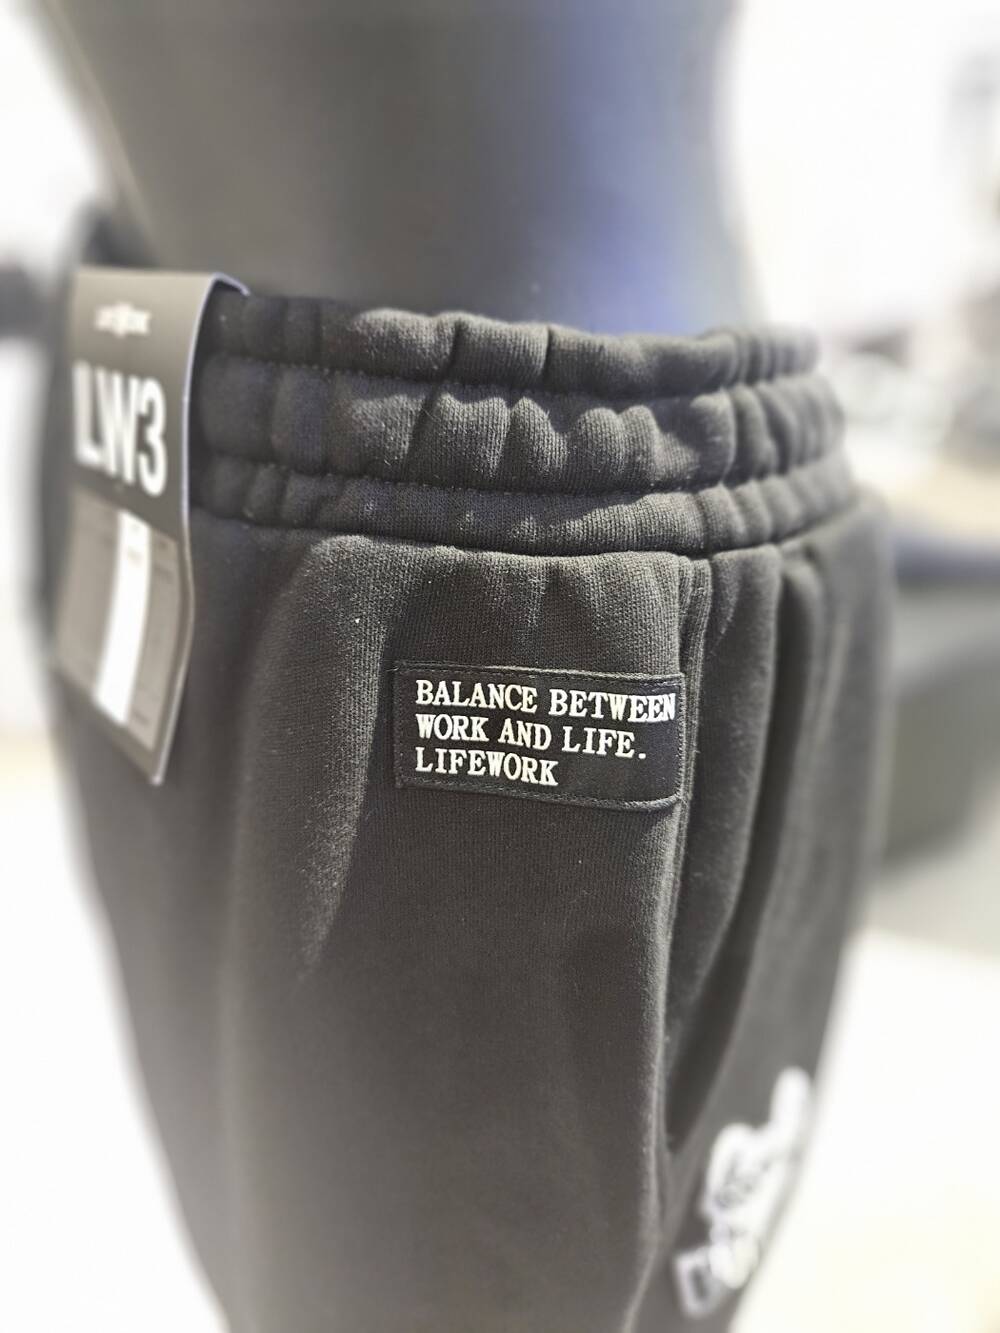 LW3
BALANCE BETWEEN
WORK AND LIFE.
LIFEWORK